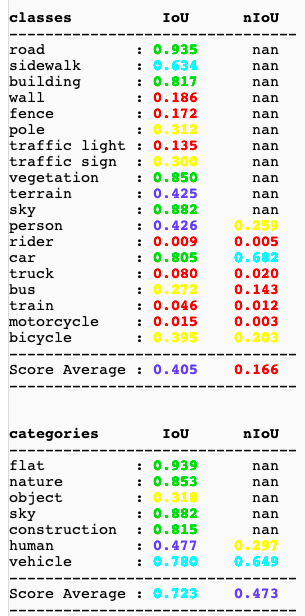 classes IoU nIoU
--------------------------------
road : 0.935 nan
sidewalk : 0.634 nan
building : 0.817 nan
wall : 0.186 nan
fence : 0.172 nan
pole : 0.312 nan
traffic light : 0.135 nan
traffic sign : 0.300 nan
vegetation : 0.850 nan
terrain : 0.425 nan
sky : 0.882 nan
person : 0.426 0.259
rider : 0.009 0.005
car : 0.805 0.682
truck : 0.080 0.020
bus : 0.272 0.143
train : 0.046 0.012
motorcycle : 0.015 0.003
bicycle : 0.395 0.203
--------------------------------
Score Average : 0.405 0.166
--------------------------------
categories IoU nIoU
--------------------------------
flat : 0.939 nan
nature : 0.853 nan
object : 0.318 nan
sky : 0.882 nan
construction : 0.815 nan
human : 0.477 0.297
vehicle : 0.780 0.649
--------------------------------
Score Average : 0.723 0.473
--------------------------------